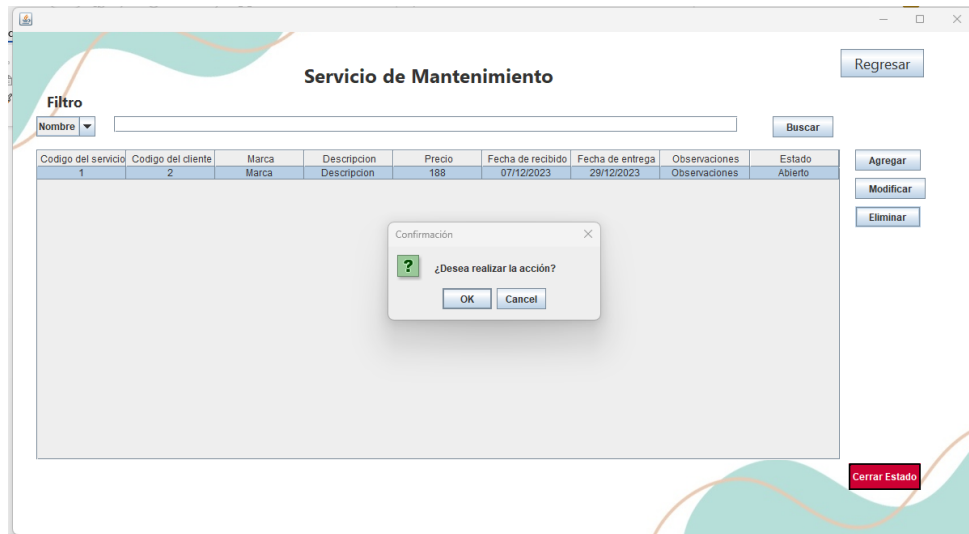 Servicio de Mantenimiento
Regresar
Filtro
Nombre
Buscar
Codigo del servicio Codigo del cliente Marca Descripcion Precio Fecha de recibido Fecha de entrega Observaciones Estado
1 2 Marca Descripcion 188 07/12/2023 29/12/2023 Observaciones Abierto
Agregar
Modificar
Eliminar
Confirmación
?
¿Desea realizar la acción?
OK Cancel
Cerrar Estado